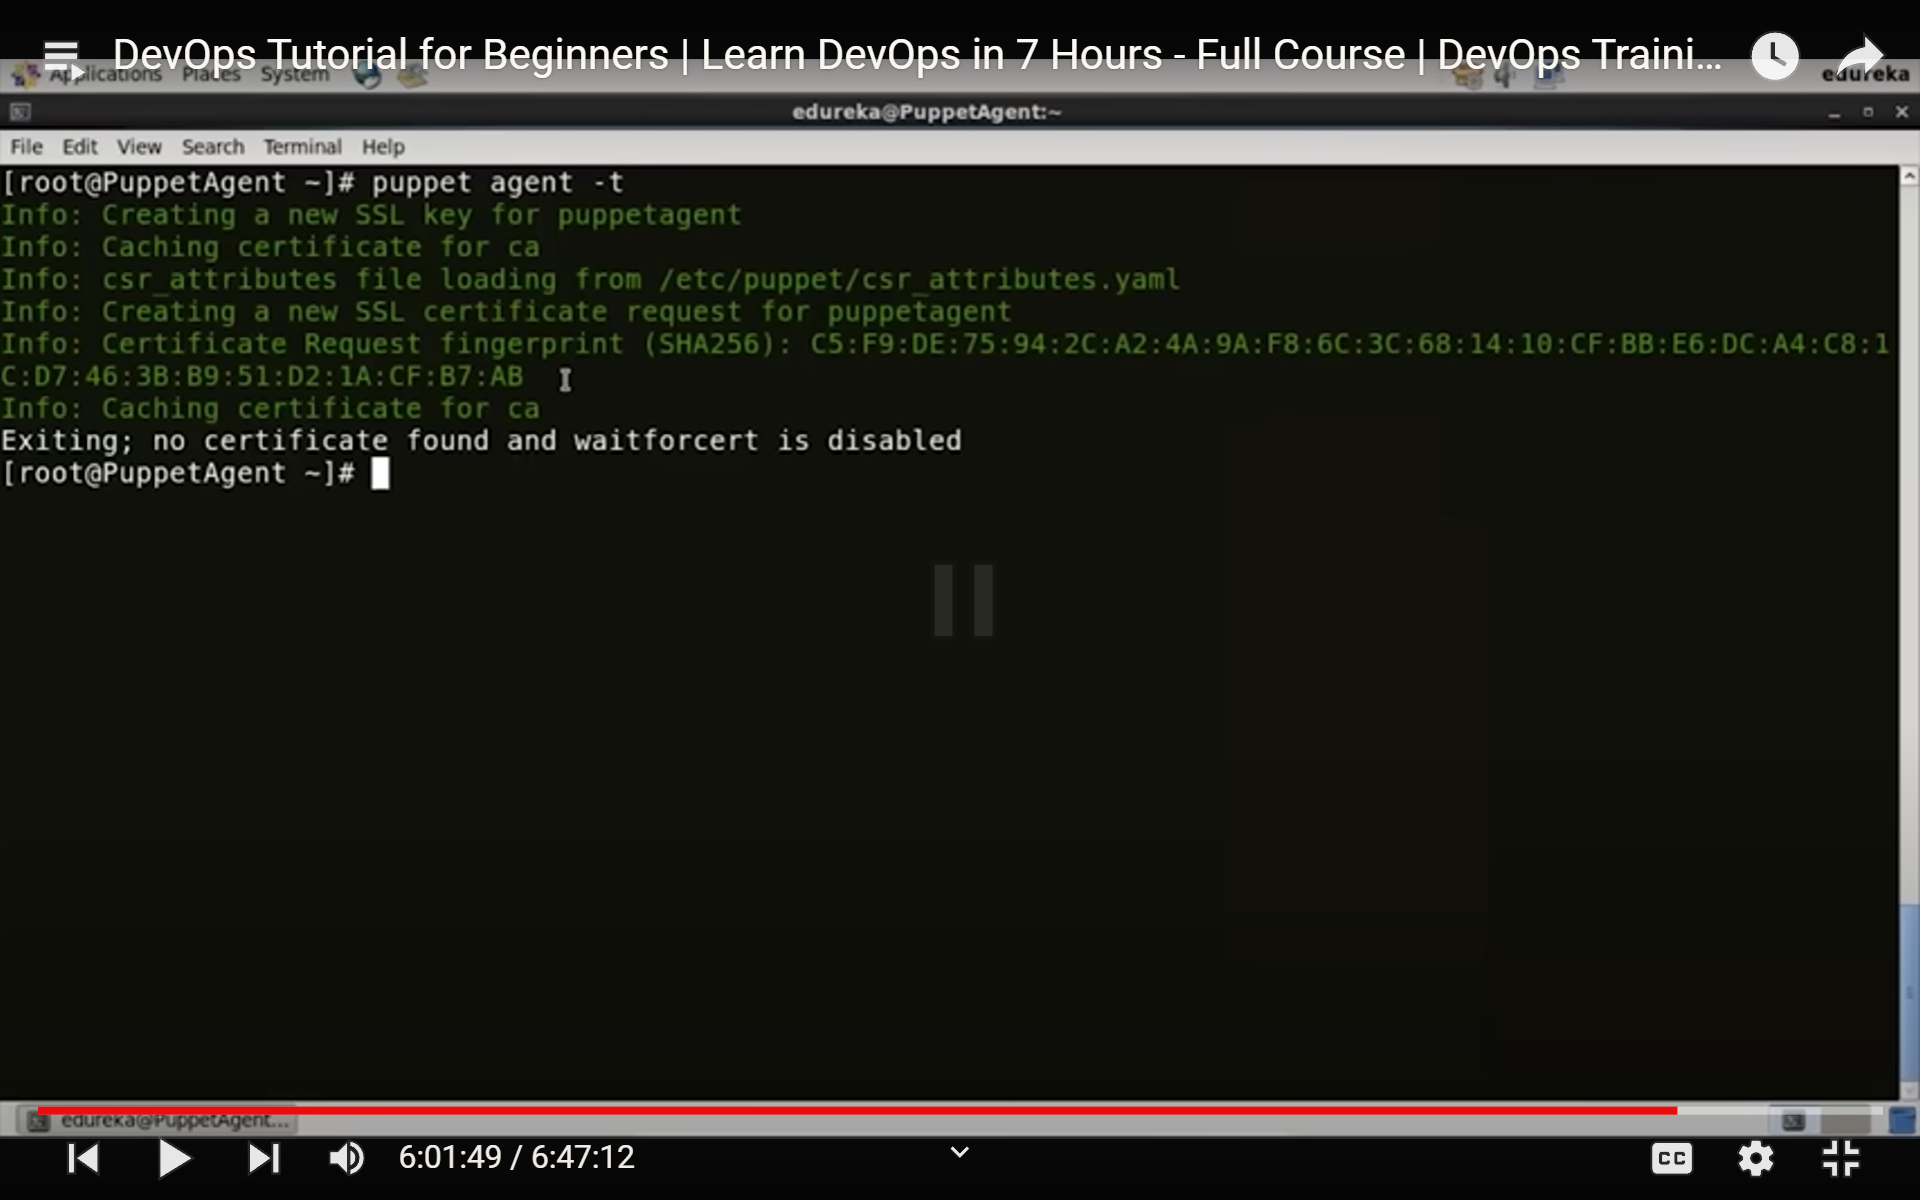 DevOps Tutorial for Beginners | Learn DevOps in 7 Hours - Full Course | DevOps Traini...
Applications Places System
edureka
edureka@PuppetAgent:~
File Edit View Search Terminal Help
[root@PuppetAgent ~]# puppet agent -t
Info: Creating a new SSL key for puppetagent
Info: Caching certificate for ca
Info: csr_attributes file loading from /etc/puppet/csr_attributes.yaml
Info: Creating a new SSL certificate request for puppetagent
Info: Certificate Request fingerprint (SHA256): C5:F9:DE:75:94:2C:A2:4A:9A:F8:6C:3C:68:14:10:CF:BB:E6:DC:A4:C8:1
C:D7:46:3B:B9:51:D2:1A:CF:B7:AB
Info: Caching certificate for ca
Exiting; no certificate found and waitforcert is disabled
[root@PuppetAgent ~]#
edureka@PuppetAgent...
6:01:49 / 6:47:12
CC